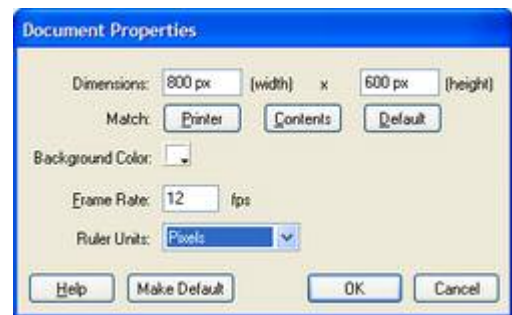 Document Properties
Dimensions: 800 px (width) x 600 px (height)
Match: Printer Contents Default
Background Color:
Frame Rate: 12 fps
Ruler Units: Pixels
Help Make Default OK Cancel